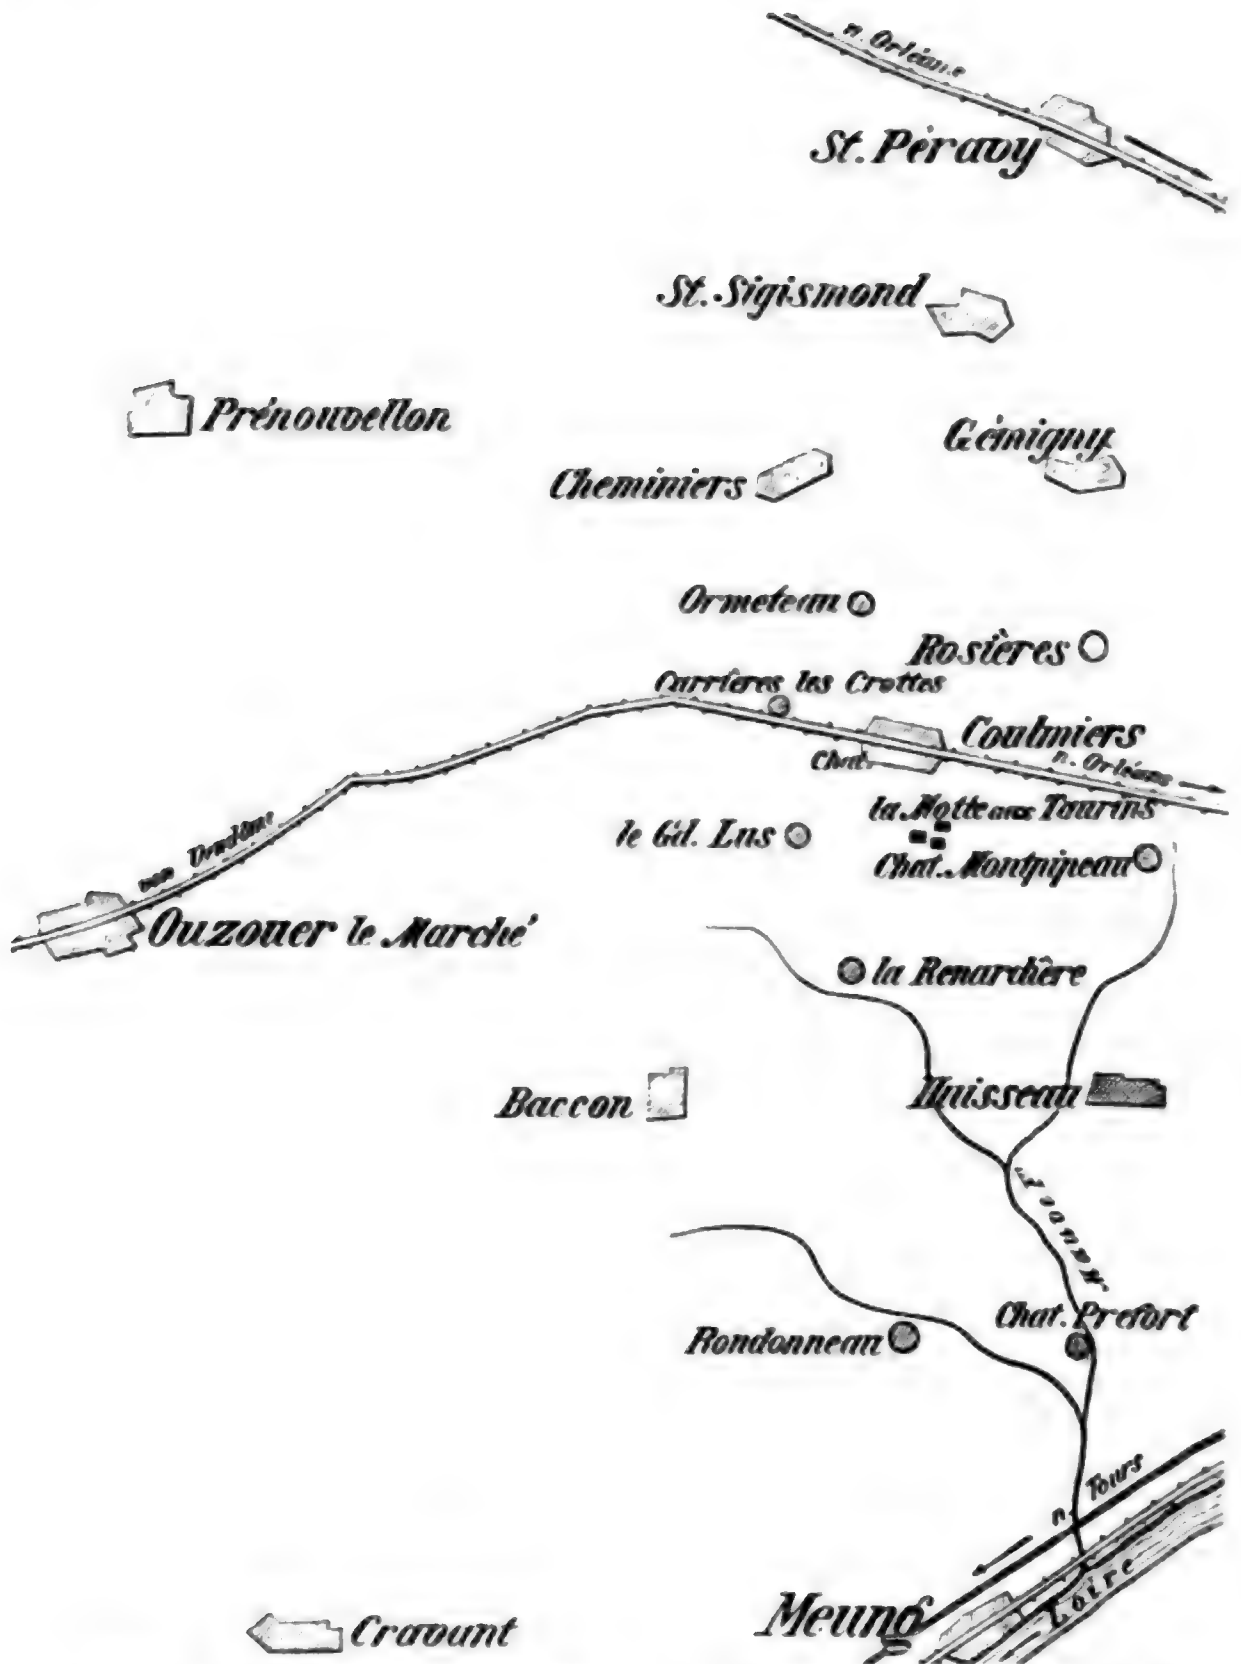 n. Orléans
St. Péravy
St. Sigismond
Prénouvellon
Gémigny
Cheminiers
Ormeteau
Rosières
Carrières les Crottes
Coulmiers
Chat.
n. Orléans
la Motte aux Taurins
le Gd. Lus
Chat. Montpipeau
von
Ouzouer le Marché
la Renardière
Baccon
Huisseau
Mauve F.
Chat. Préfort
Rondonneau
n. Tours
Loire
Meung
Cravant